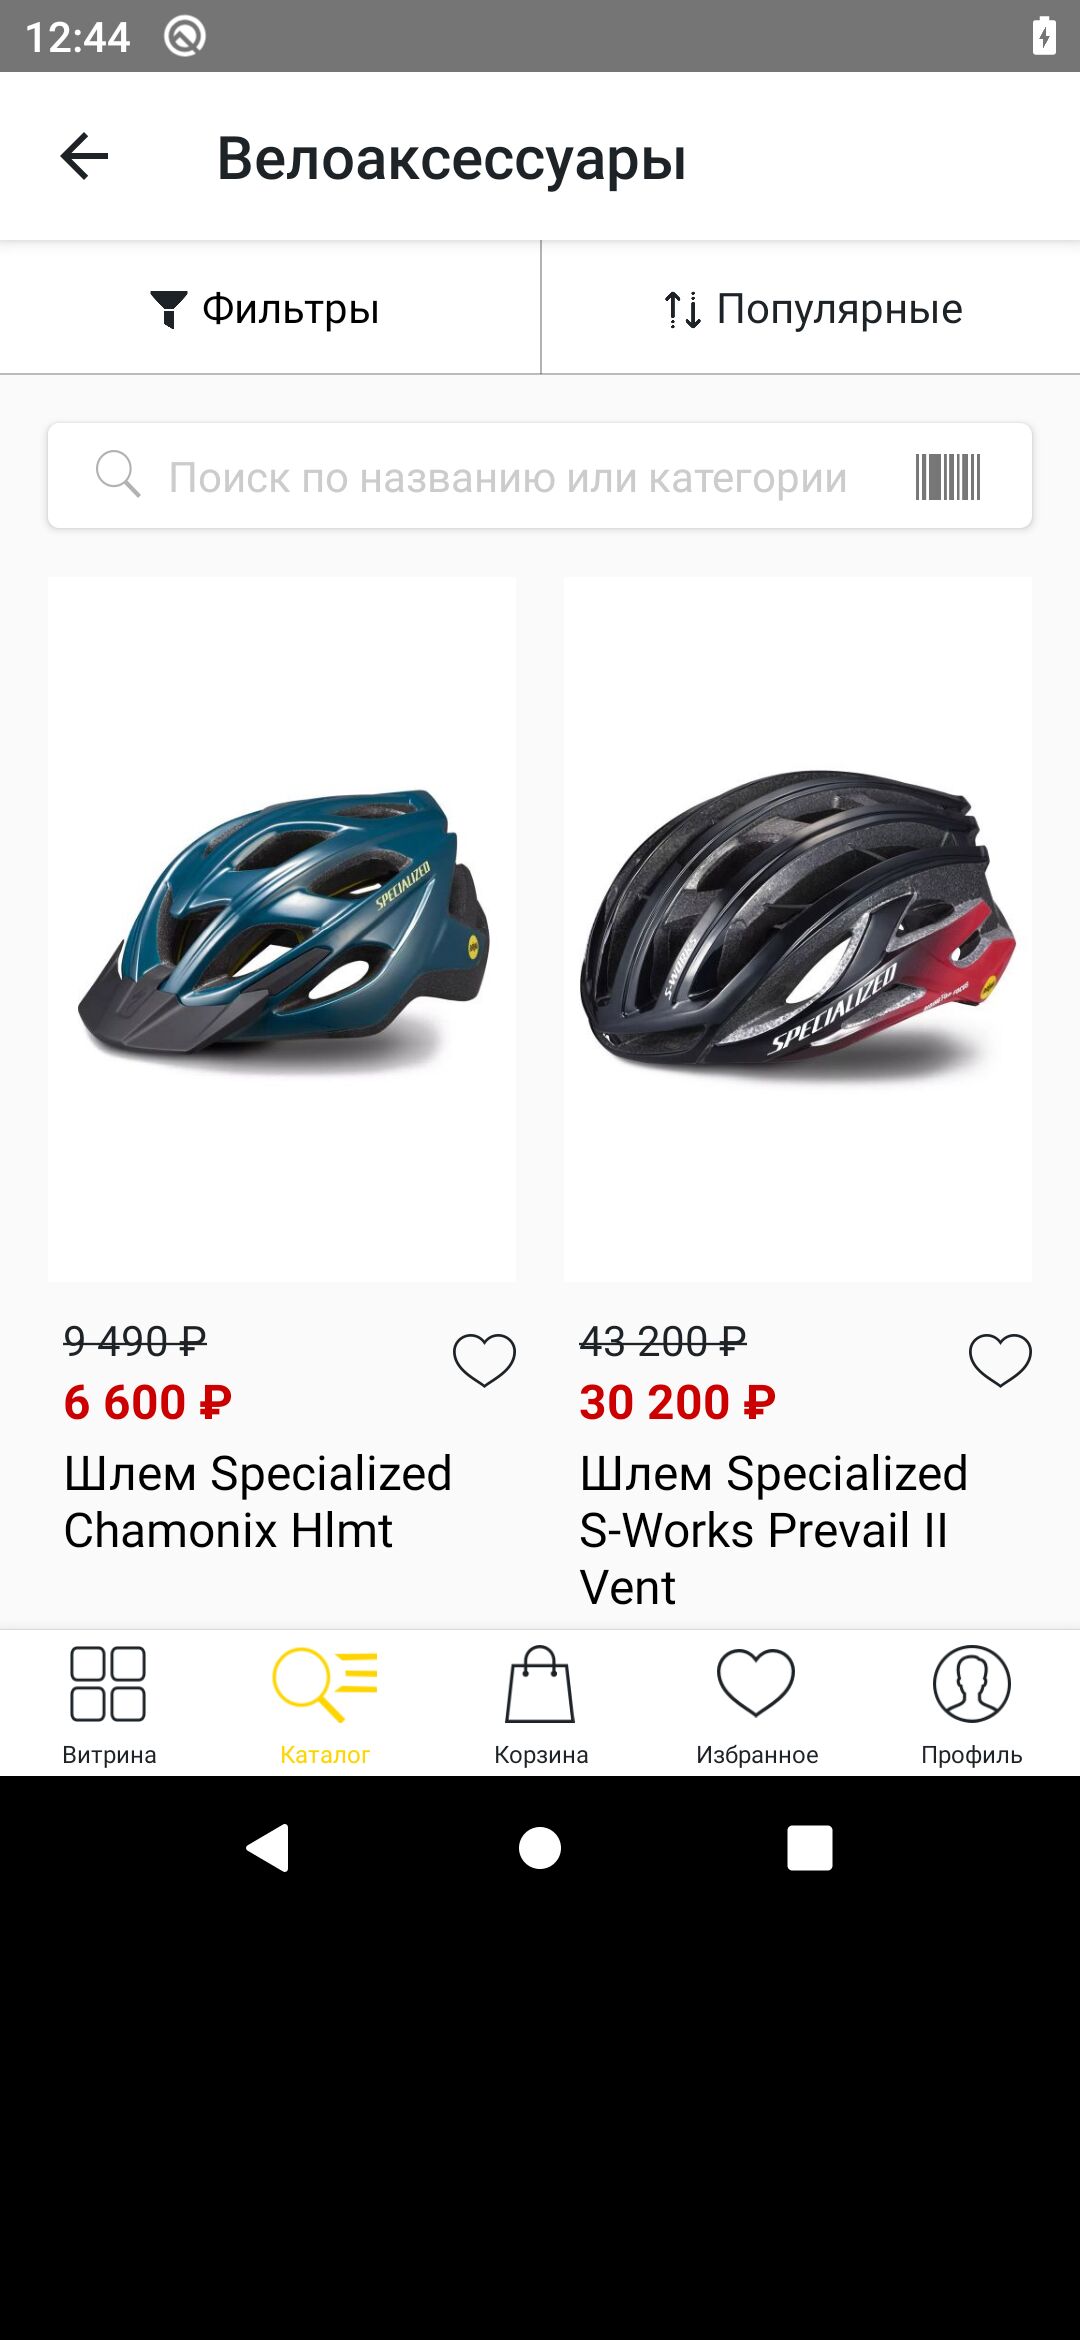 12:44
Велоаксессуары
Фильтры
Популярные
Поиск по названию или категории
SPECIALIZED
S-WORKS
SPECIALIZED
9 490 ₽
6 600 ₽
Шлем Specialized
Chamonix Hlmt
43 200 ₽
30 200 ₽
Шлем Specialized
S-Works Prevail II
Vent
Витрина
Каталог
Корзина
Избранное
Профиль